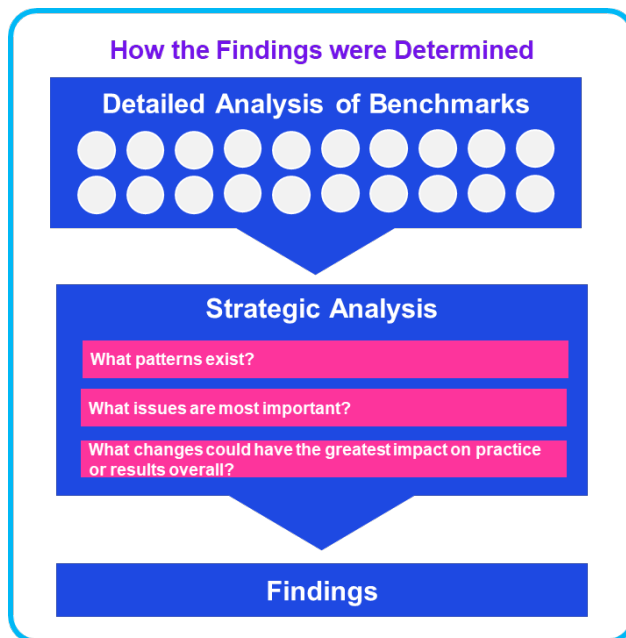 How the Findings were Determined
Detailed Analysis of Benchmarks
Strategic Analysis
What patterns exist?
What issues are most important?
What changes could have the greatest impact on practice
or results overall?
Findings